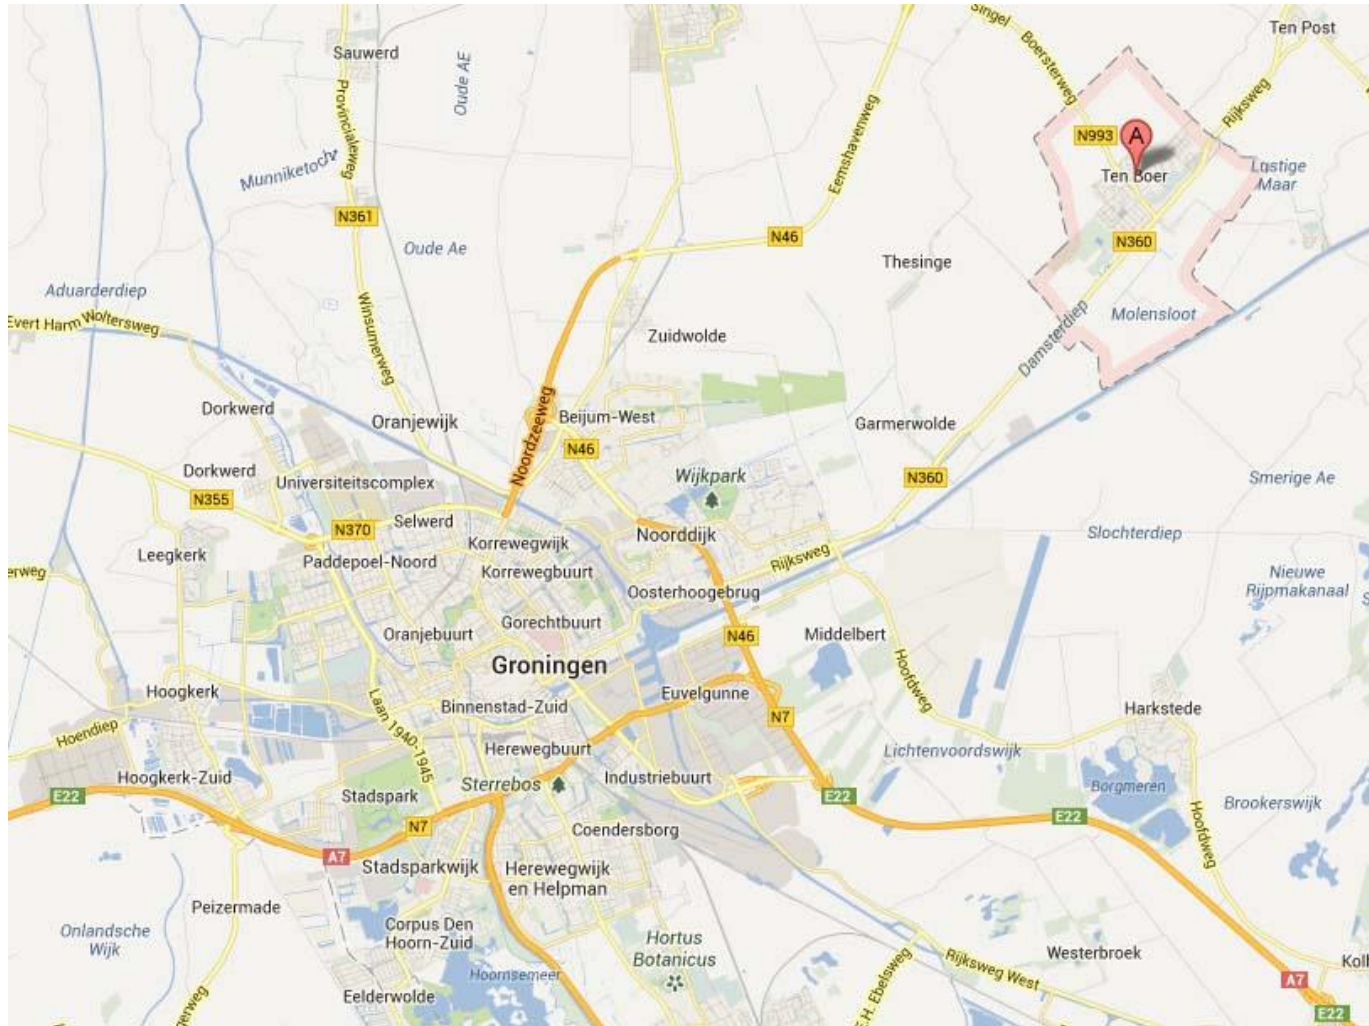 Singel
Boersterweg
Ten Post
Sauwerd
Oude AE
Provincialeweg
Eemshavenweg
Rijksweg
N993
A
Ten Boer
Lustige
Maar
Munniketocht
N361
Oude Ae
N46
N360
Thesinge
Aduarderdiep
Evert Harm Woltersweg
Winsumerweg
Zuidwolde
Damsterdiep
Molensloot
Dorkwerd
Oranjewijk
Noordzeeweg
Beijum-West
Garmerwolde
N46
Dorkwerd
Universiteitscomplex
Wijkpark
N360
Smerige Ae
N355
N370
Selwerd
Korrewegwijk
Noorddijk
Slochterdiep
Leegkerk
Paddepoel-Noord
Korrewegbuurt
Rijksweg
erweg
Nieuwe
Rijpmakanaal
Oosterhoogebrug
Gorechtbuurt
Oranjebuurt
N46
Middelbert
Groningen
Hoofdweg
Hoogkerk
Laan 1940-1945
Binnenstad-Zuid
Euvelgunne
N7
Harkstede
Hoendiep
Herewegbuurt
Lichtenvoordswijk
Hoogkerk-Zuid
Sterrebos
Industriebuurt
Borgmeren
E22
Stadspark
E22
Brookerswijk
N7
Coendersborg
E22
Hoofdweg
A7
Stadsparkwijk
Herewegwijk
en Helpman
Peizermade
Onlandsche
Wijk
Corpus Den
Hoorn-Zuid
Hortus
Botanicus
Hoornsemeer
E.H. Ebelsweg
Rijksweg West
Westerbroek
Kolh
A7
Eelderwolde
gerweg
E22